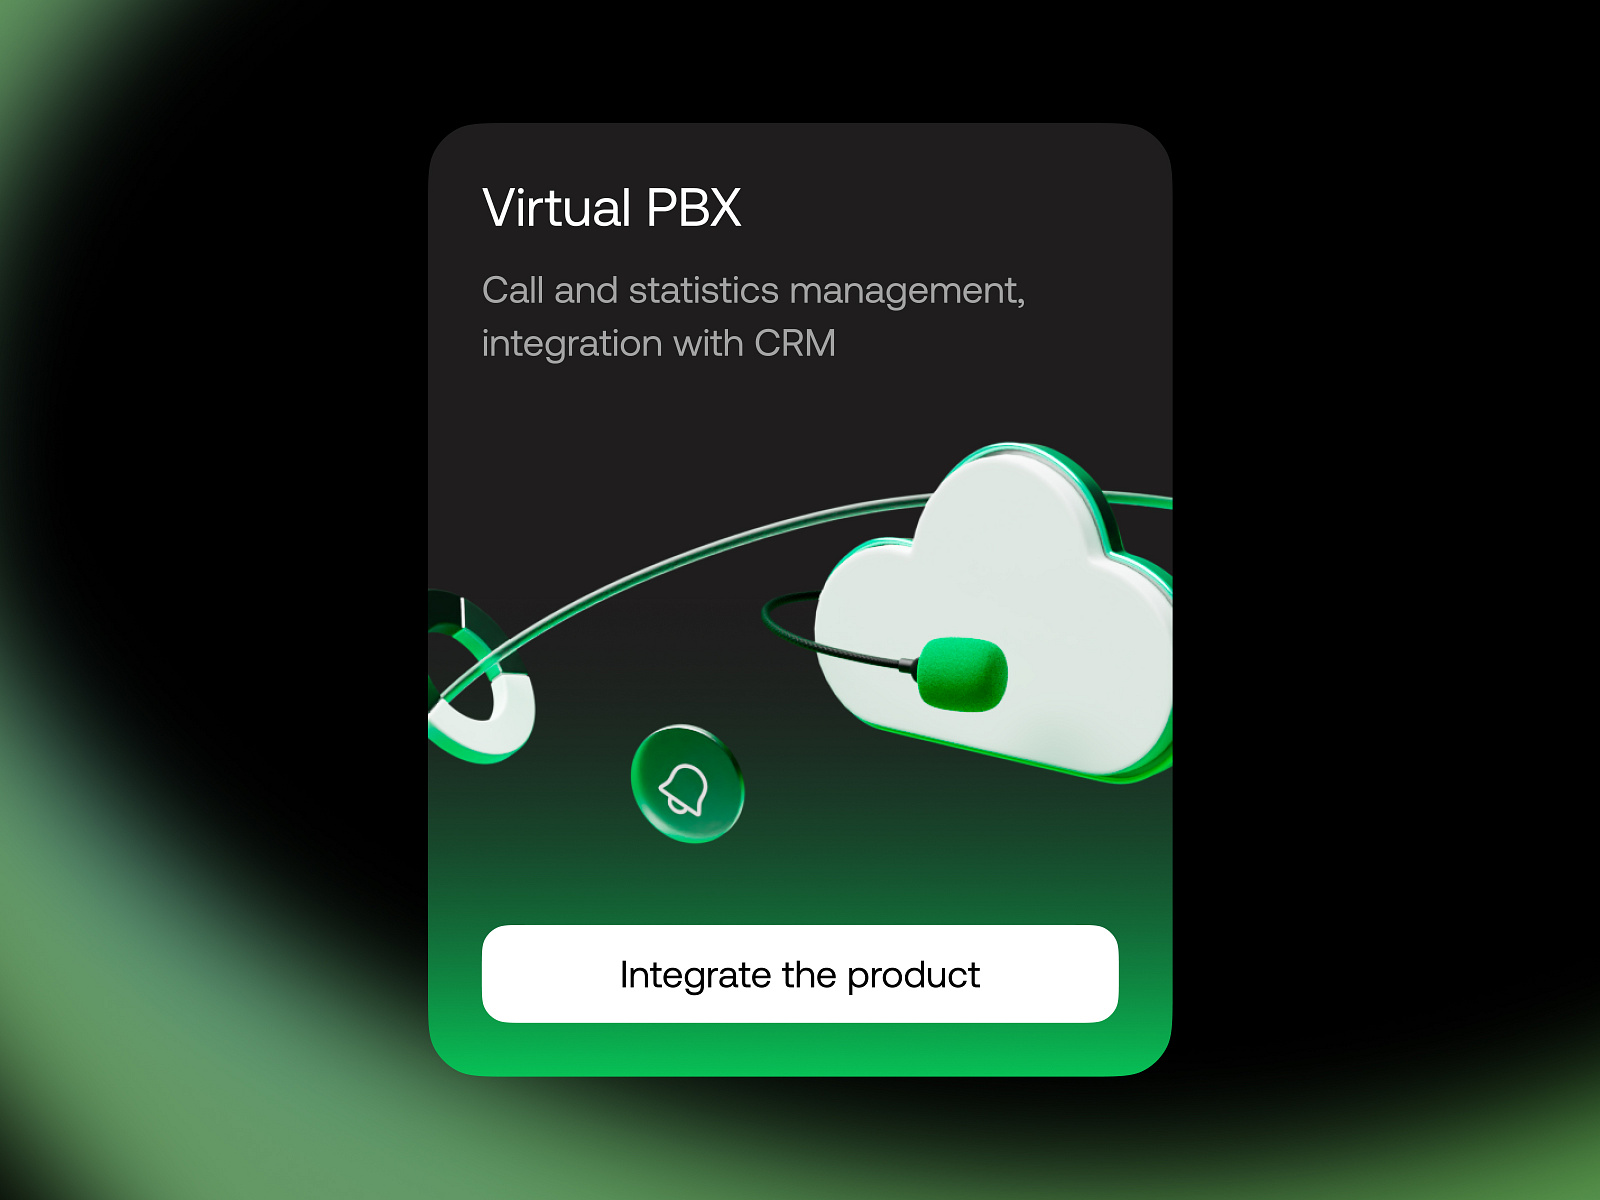 Virtual PBX
Call and statistics management,
integration with CRM
Integrate the product